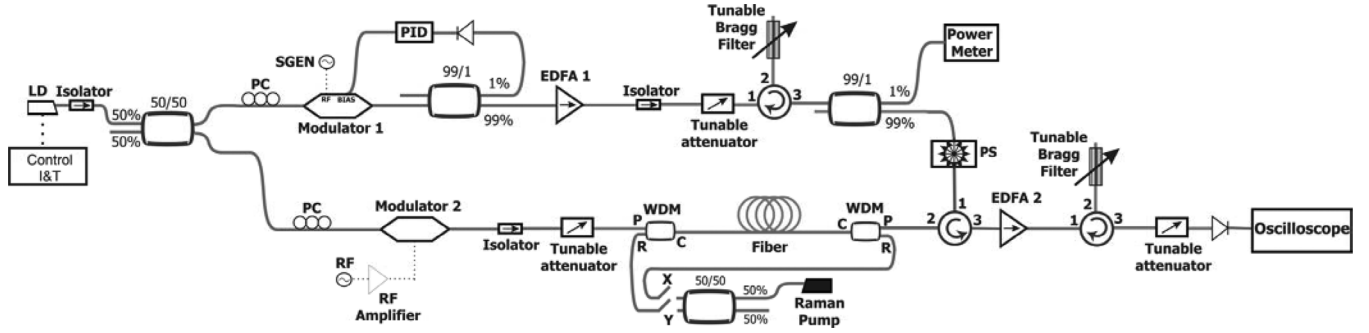 Tunable
Bragg
Filter
Power
Meter
PID
SGEN
99/1
1%
99%
EDFA 1
Isolator
99/1
1%
99%
LD
Isolator
50/50
50%
50%
PC
RF
BIAS
Modulator 1
Tunable
attenuator
1
2
3
Control
I&T
PS
Tunable
Bragg
Filter
PC
Modulator 2
RF
RF
Amplifier
Isolator
Tunable
attenuator
WDM
P
R
C
Fiber
WDM
C
P
R
1
2
3
EDFA 2
1
2
3
Tunable
attenuator
Oscilloscope
X
Y
50/50
50%
50%
Raman
Pump